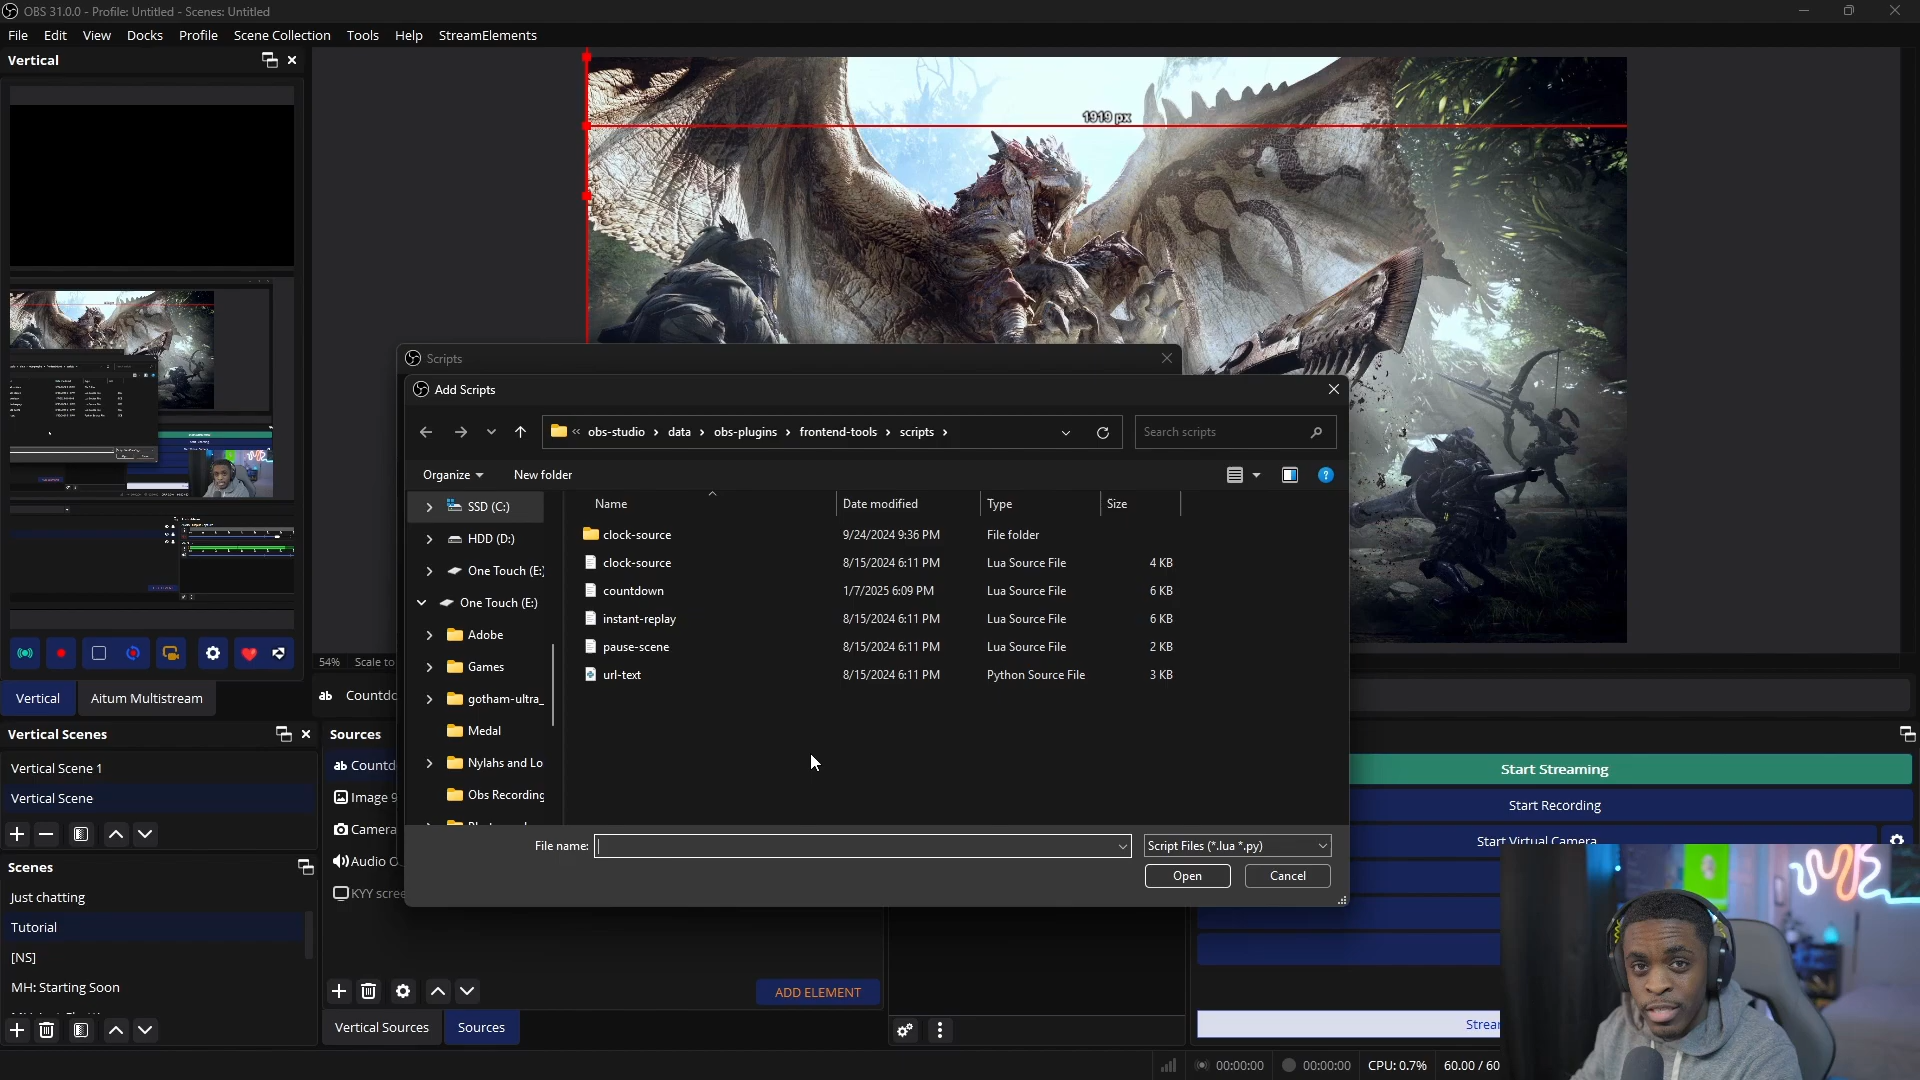 OBS 31.0.0 - Profile: Untitled - Scenes: Untitled
File Edit View Docks Profile Scene Collection Tools Help StreamElements
Vertical
1919 px
Scripts
Add Scripts
« obs-studio › data › obs-plugins › frontend-tools › scripts ›
Search scripts
Organize
New folder
Name Date modified Type Size
SSD (C:)
HDD (D:)
One Touch (E:)
One Touch (E:)
Adobe
Games
gotham-ultra_
Medal
Nylahs and Lo
Obs Recording
clock-source 9/24/2024 9:36 PM File folder
clock-source 8/15/2024 6:11 PM Lua Source File 4 KB
countdown 1/7/2025 6:09 PM Lua Source File 6 KB
instant-replay 8/15/2024 6:11 PM Lua Source File 6 KB
pause-scene 8/15/2024 6:11 PM Lua Source File 2 KB
url-text 8/15/2024 6:11 PM Python Source File 3 KB
File name:
Script Files (*.lua *.py)
Open Cancel
54% Scale to
Vertical Aitum Multistream
ab Countdo
Vertical Scenes
Vertical Scene 1
Vertical Scene
Scenes
Just chatting
Tutorial
[NS]
MH: Starting Soon
Sources
ab Countd
Image 9
Camera
Audio O
KYY scree
ADD ELEMENT
Vertical Sources Sources
Start Streaming
Start Recording
Start Virtual Camera
Strear
00:00:00 00:00:00 CPU: 0.7% 60.00 / 60